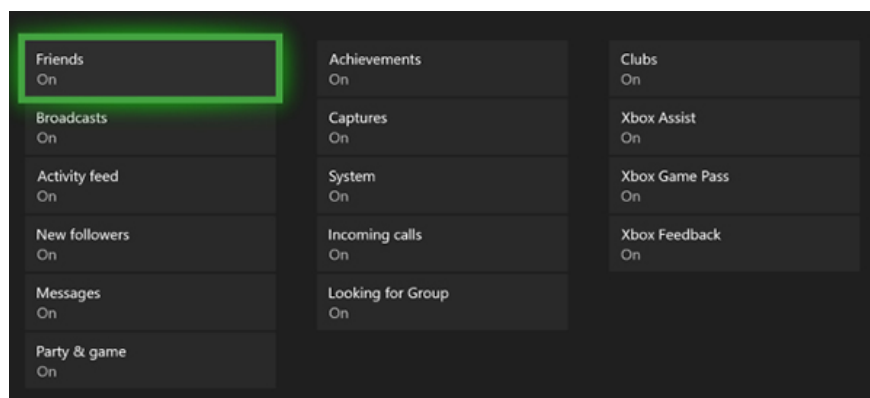 Friends
On
Broadcasts
On
Activity feed
On
New followers
On
Messages
On
Party & game
On
Achievements
On
Captures
On
System
On
Incoming calls
On
Looking for Group
On
Clubs
On
Xbox Assist
On
Xbox Game Pass
On
Xbox Feedback
On